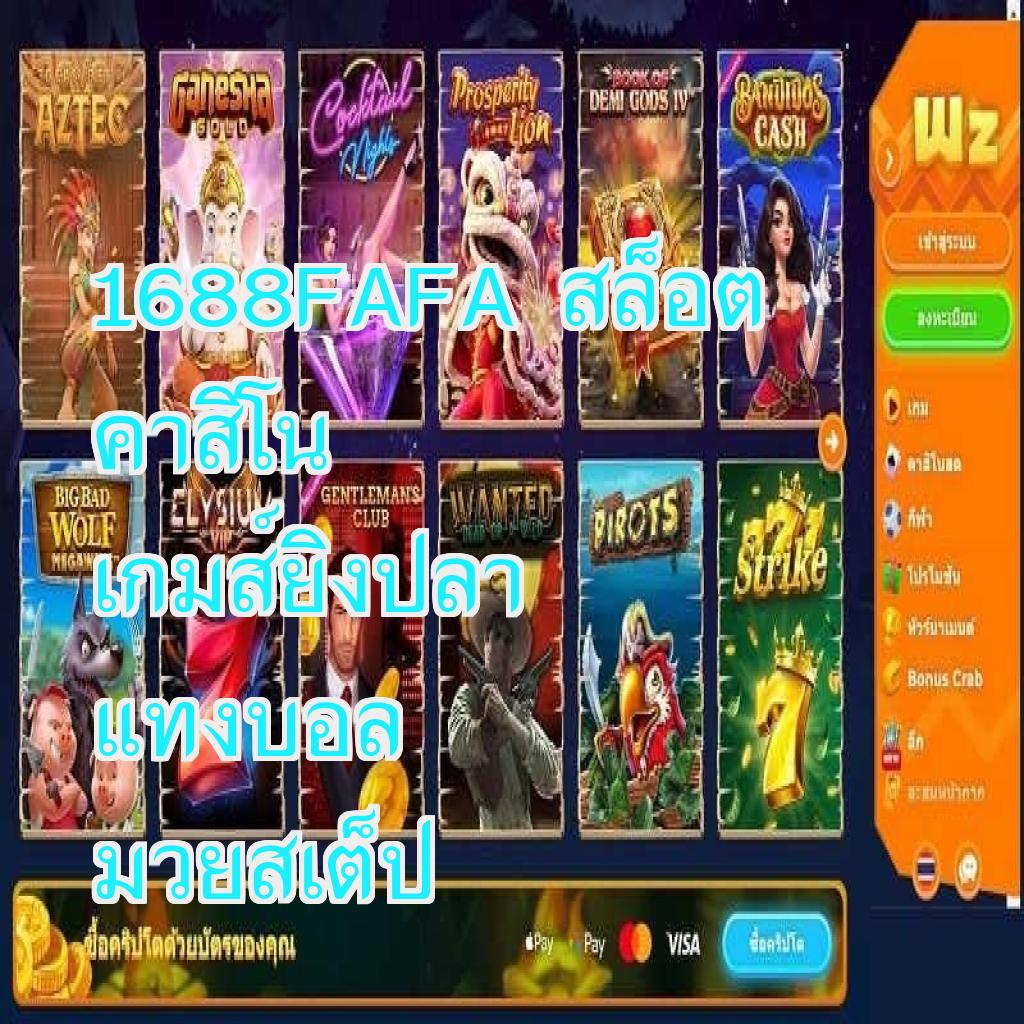 AZTEC
Ganesha
GOLD
Cocktail
Nights
Prosperity
Lion
BOOK OF
DEMI GODS IV
BANDIDOS
CASH
Wz
เข้าสู่ระบบ
ลงทะเบียน
1688FAFA สล็อต
คาสิโน
เกมส์ยิงปลา
แทงบอล
มวยสเต็ป
BIG BAD
WOLF
ELYSIUM
VIP
GENTLEMAN'S
CLUB
WANTED
DEAD OR A WILD
PIROTS
777
Strike
เกม
คาสิโนสด
กีฬา
โปรโมชั่น
ทัวร์นาเมนต์
Bonus Crab
ลีก
สะสมหน้ากาก
ซื้อคริปโตด้วยบัตรของคุณ
Pay
Pay
VISA
ซื้อคริปโต